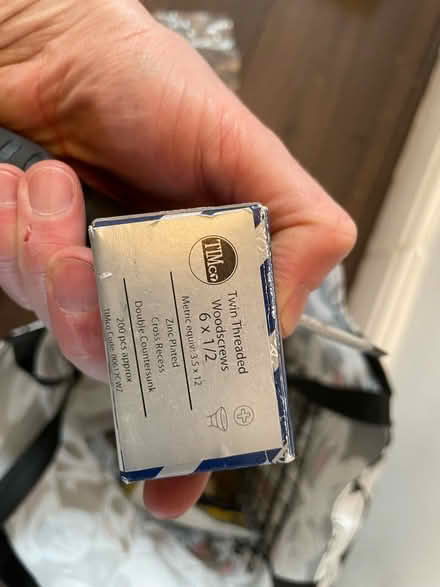 TIMco
Twin Threaded
Woodscrews
6 x 1/2
Metric equiv: 3.5 x 12
Zinc Plated
Cross Recess
Double Countersunk
200 pcs approx